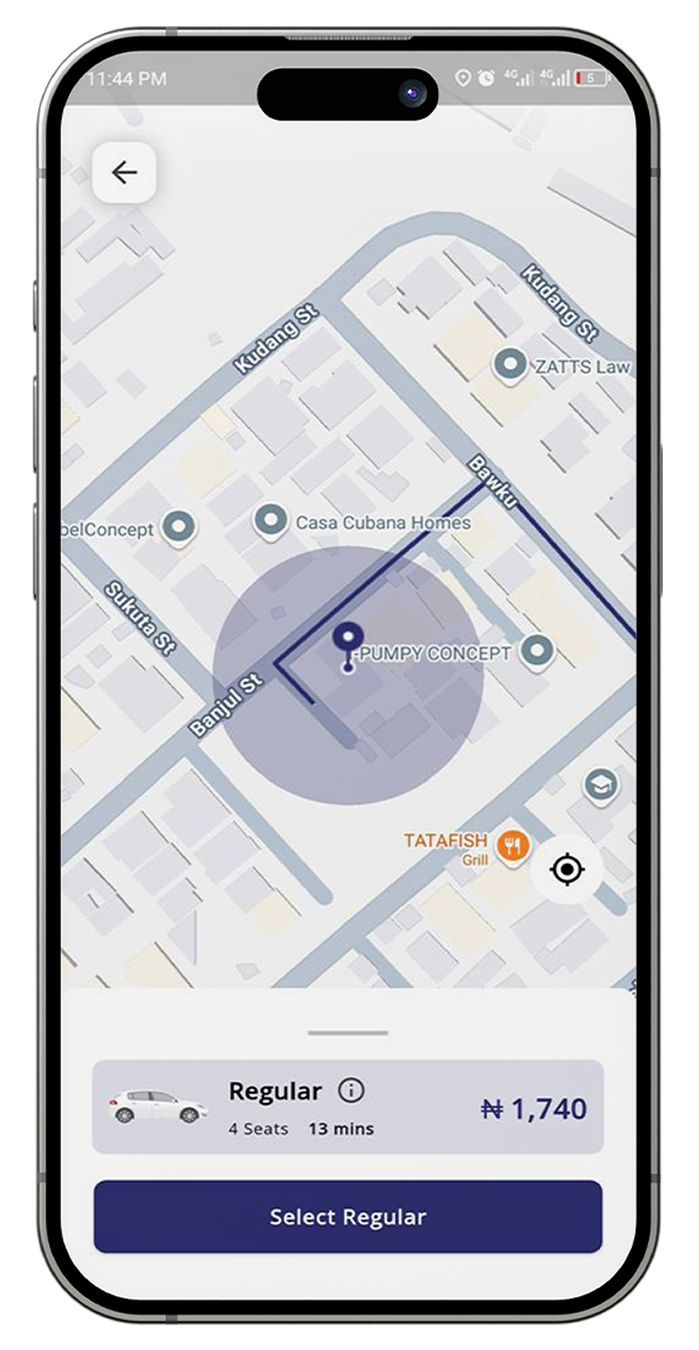 11:44 PM
4G
4G
5
Kudang St
Kudang St
ZATTS Law
Bawku
belConcept
Casa Cubana Homes
Sukuta St
PUMPY CONCEPT
Banjul St
TATAFISH
Grill
Regular
4 Seats 13 mins
₦ 1,740
Select Regular